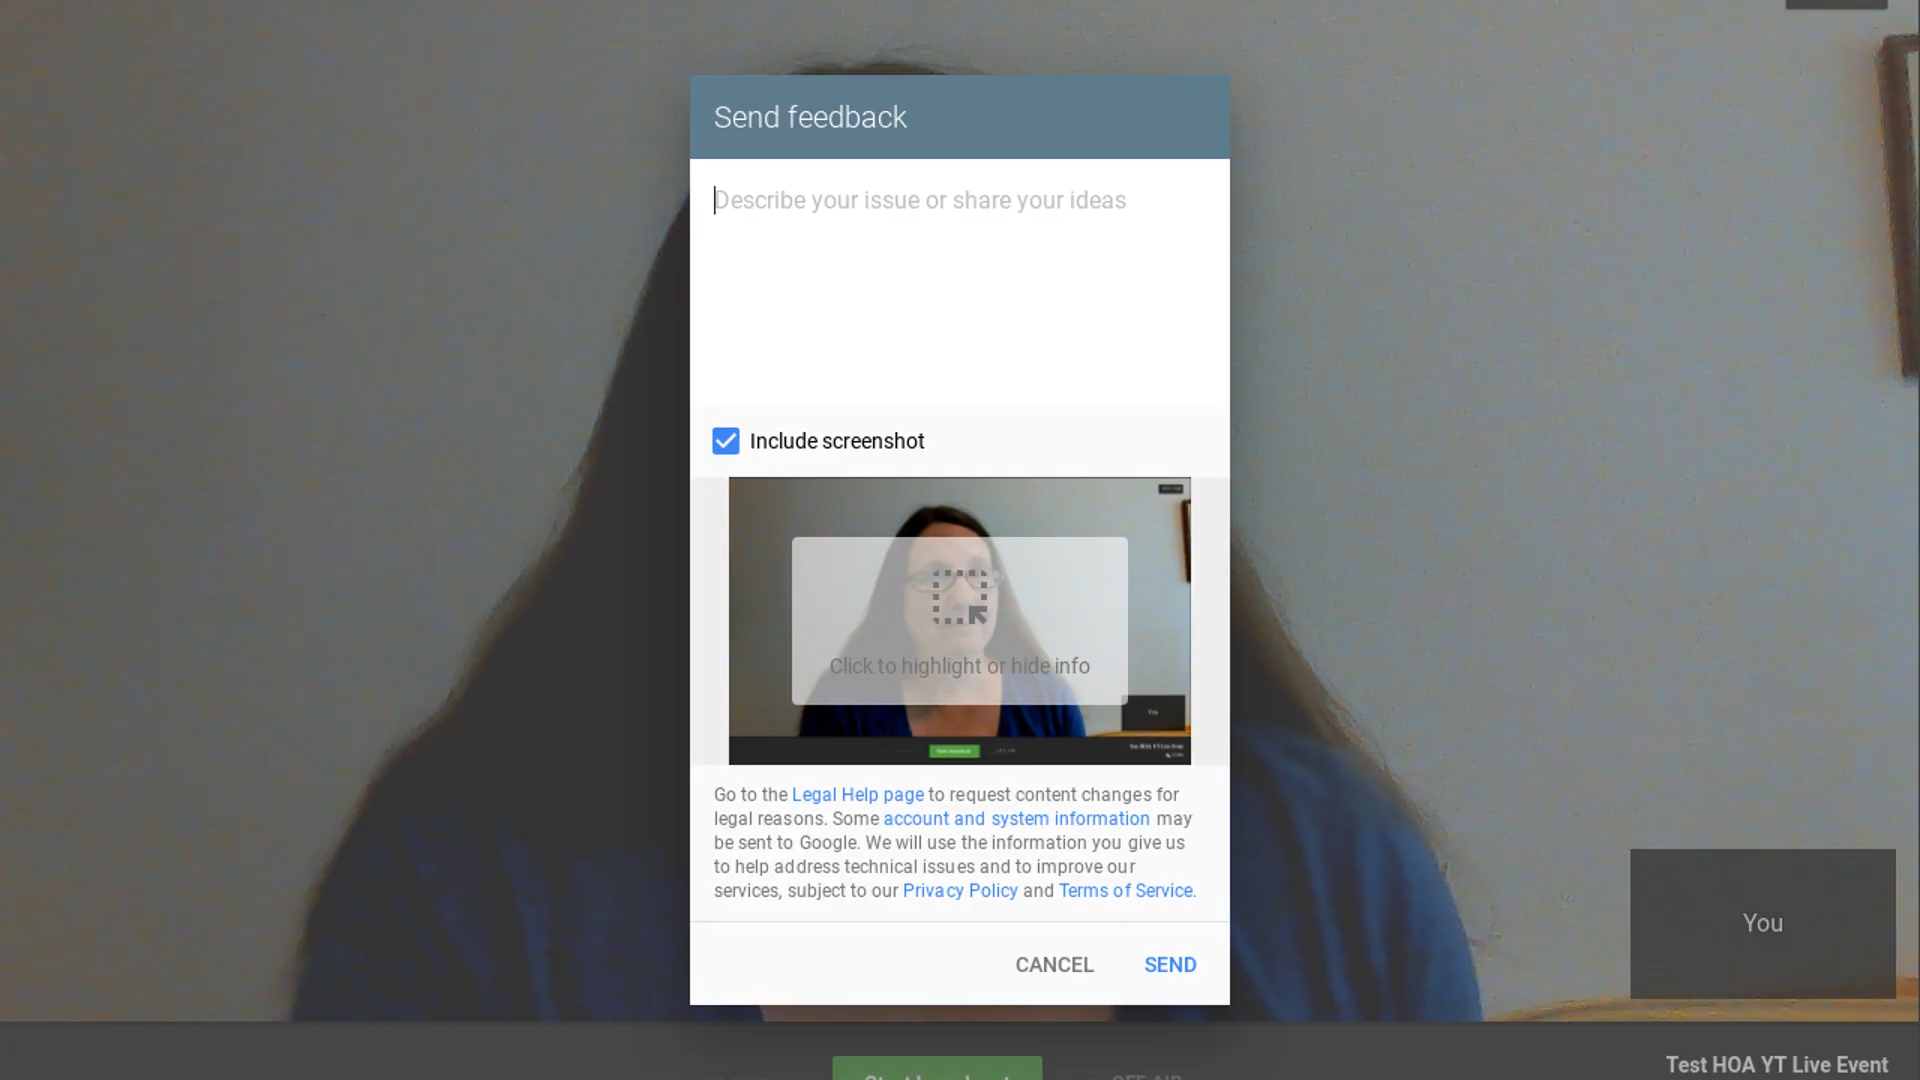 Send feedback
Describe your issue or share your ideas
Include screenshot
Click to highlight or hide info
You
Go to the Legal Help page to request content changes for
legal reasons. Some account and system information may
be sent to Google. We will use the information you give us
to help address technical issues and to improve our
services, subject to our Privacy Policy and Terms of Service.
You
CANCEL SEND
Test HOA YT Live Event
OFF AIR